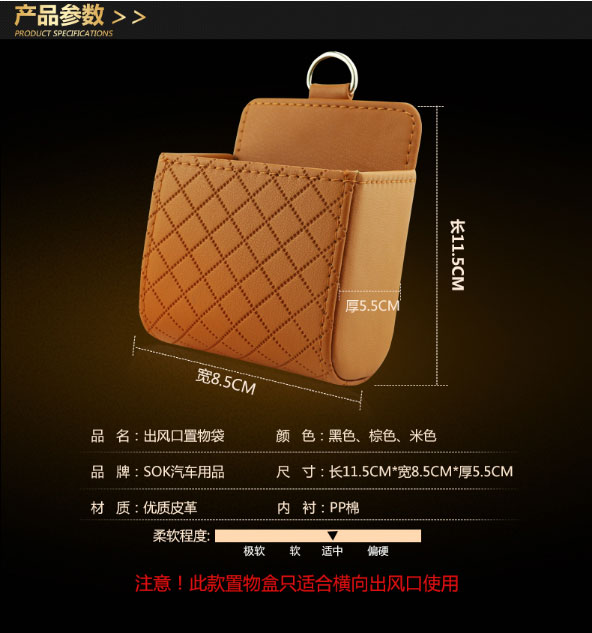 产品参数 > >
PRODUCT SPECIFICATIONS
长11.5CM
厚5.5CM
宽8.5CM
品 名：出风口置物袋 颜 色：黑色、棕色、米色
品 牌：SOK汽车用品 尺 寸：长11.5CM*宽8.5CM*厚5.5CM
材 质：优质皮革 内 衬：PP棉
柔软程度:
极软 软 适中 偏硬
注意！此款置物盒只适合横向出风口使用